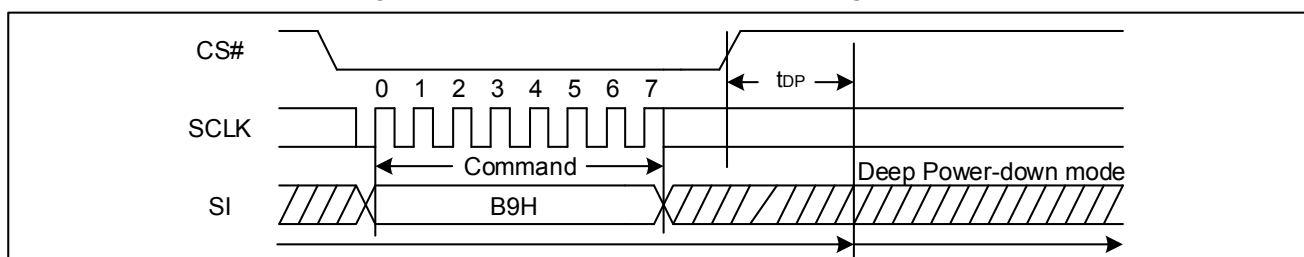 CS#
tDP
0 1 2 3 4 5 6 7
SCLK
Command
Deep Power-down mode
SI
B9H